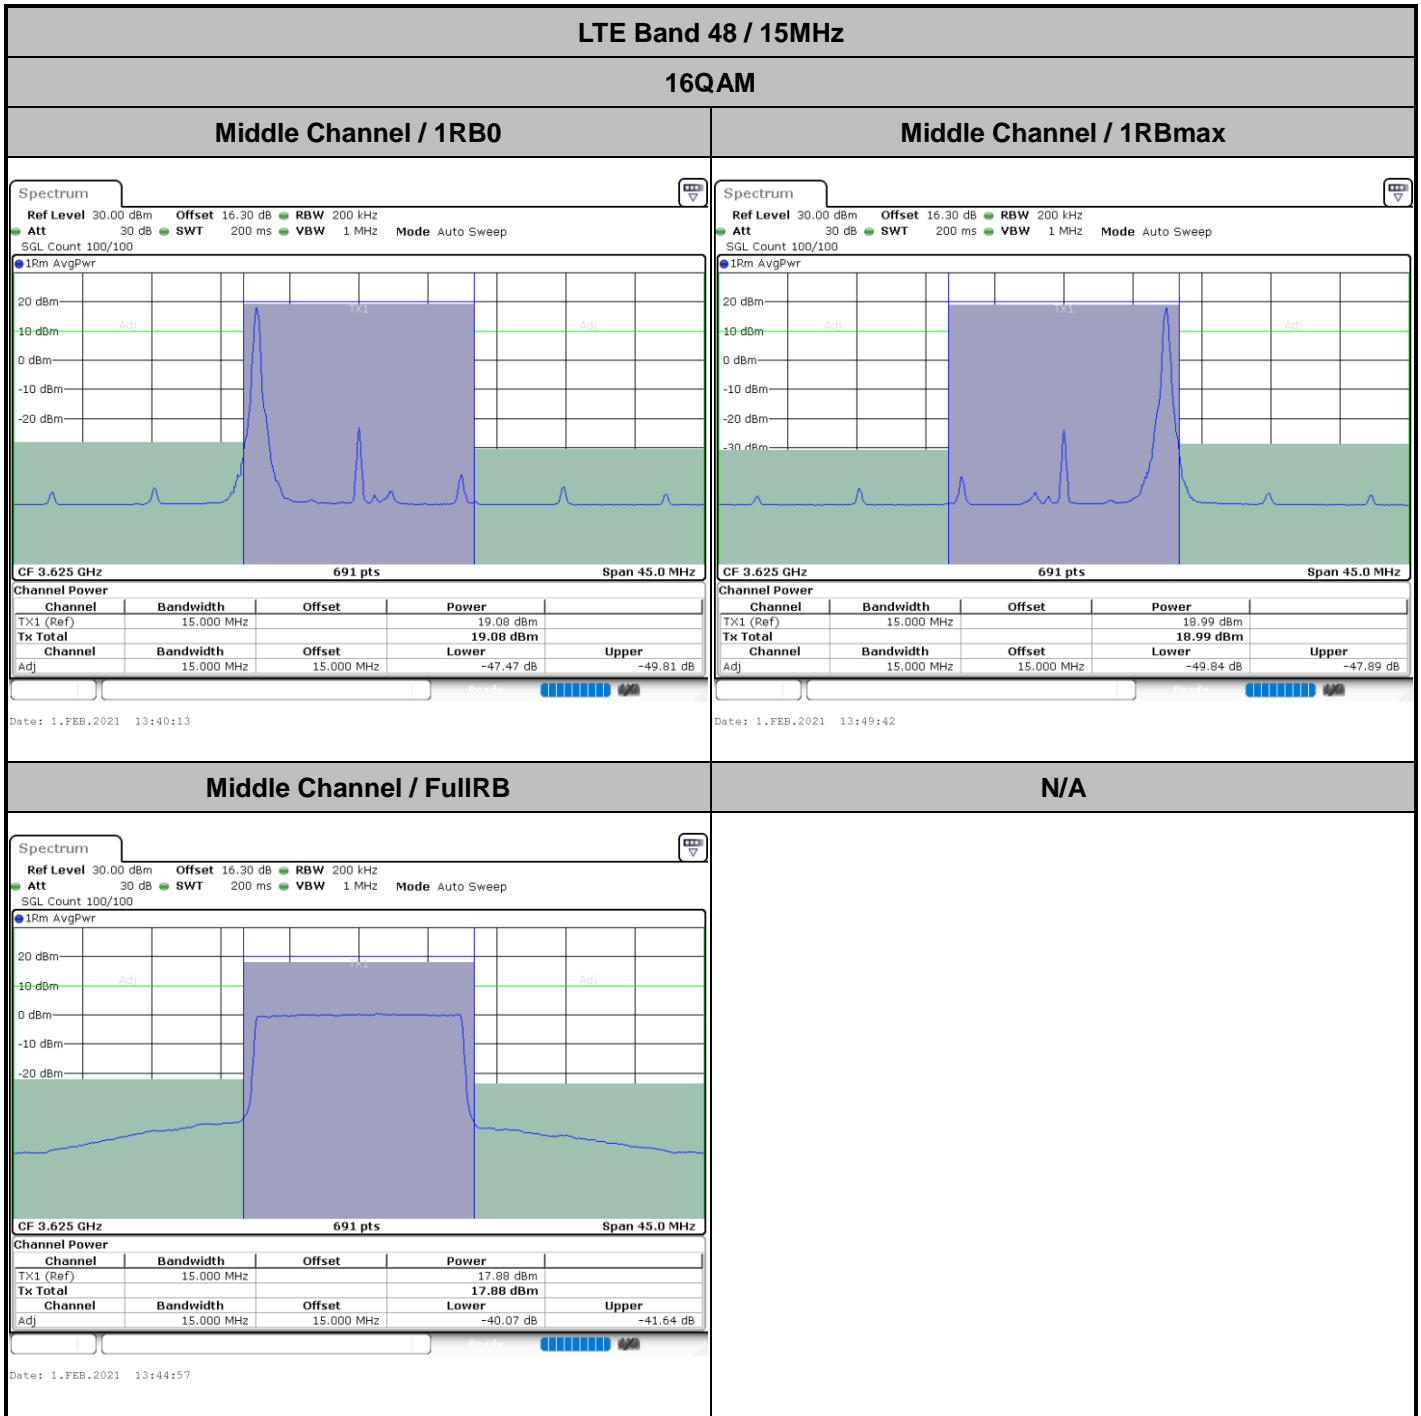 LTE Band 48 / 15MHz
16QAM
Middle Channel / 1RB0
Middle Channel / 1RBmax
Spectrum
Ref Level 30.00 dBm Offset 16.30 dB RBW 200 kHz
Att 30 dB SWT 200 ms VBW 1 MHz Mode Auto Sweep
SGL Count 100/100
1Rm AvgPwr
20 dBm
TX1
Adj
Adj
10 dBm
0 dBm
-10 dBm
-20 dBm
CF 3.625 GHz 691 pts Span 45.0 MHz
Channel Power
Channel Bandwidth Offset Power
TX1 (Ref) 15.000 MHz 19.08 dBm
Tx Total 19.08 dBm
Channel Bandwidth Offset Lower Upper
Adj 15.000 MHz 15.000 MHz -47.47 dB -49.81 dB
Ready
Date: 1.FEB.2021 13:40:13
Spectrum
Ref Level 30.00 dBm Offset 16.30 dB RBW 200 kHz
Att 30 dB SWT 200 ms VBW 1 MHz Mode Auto Sweep
SGL Count 100/100
1Rm AvgPwr
20 dBm
TX1
Adj
Adj
10 dBm
0 dBm
-10 dBm
-20 dBm
-30 dBm
CF 3.625 GHz 691 pts Span 45.0 MHz
Channel Power
Channel Bandwidth Offset Power
TX1 (Ref) 15.000 MHz 18.99 dBm
Tx Total 18.99 dBm
Channel Bandwidth Offset Lower Upper
Adj 15.000 MHz 15.000 MHz -49.84 dB -47.89 dB
Ready
Date: 1.FEB.2021 13:49:42
Middle Channel / FullRB
N/A
Spectrum
Ref Level 30.00 dBm Offset 16.30 dB RBW 200 kHz
Att 30 dB SWT 200 ms VBW 1 MHz Mode Auto Sweep
SGL Count 100/100
1Rm AvgPwr
20 dBm
TX1
Adj
Adj
10 dBm
0 dBm
-10 dBm
-20 dBm
CF 3.625 GHz 691 pts Span 45.0 MHz
Channel Power
Channel Bandwidth Offset Power
TX1 (Ref) 15.000 MHz 17.88 dBm
Tx Total 17.88 dBm
Channel Bandwidth Offset Lower Upper
Adj 15.000 MHz 15.000 MHz -40.07 dB -41.64 dB
Ready
Date: 1.FEB.2021 13:44:57